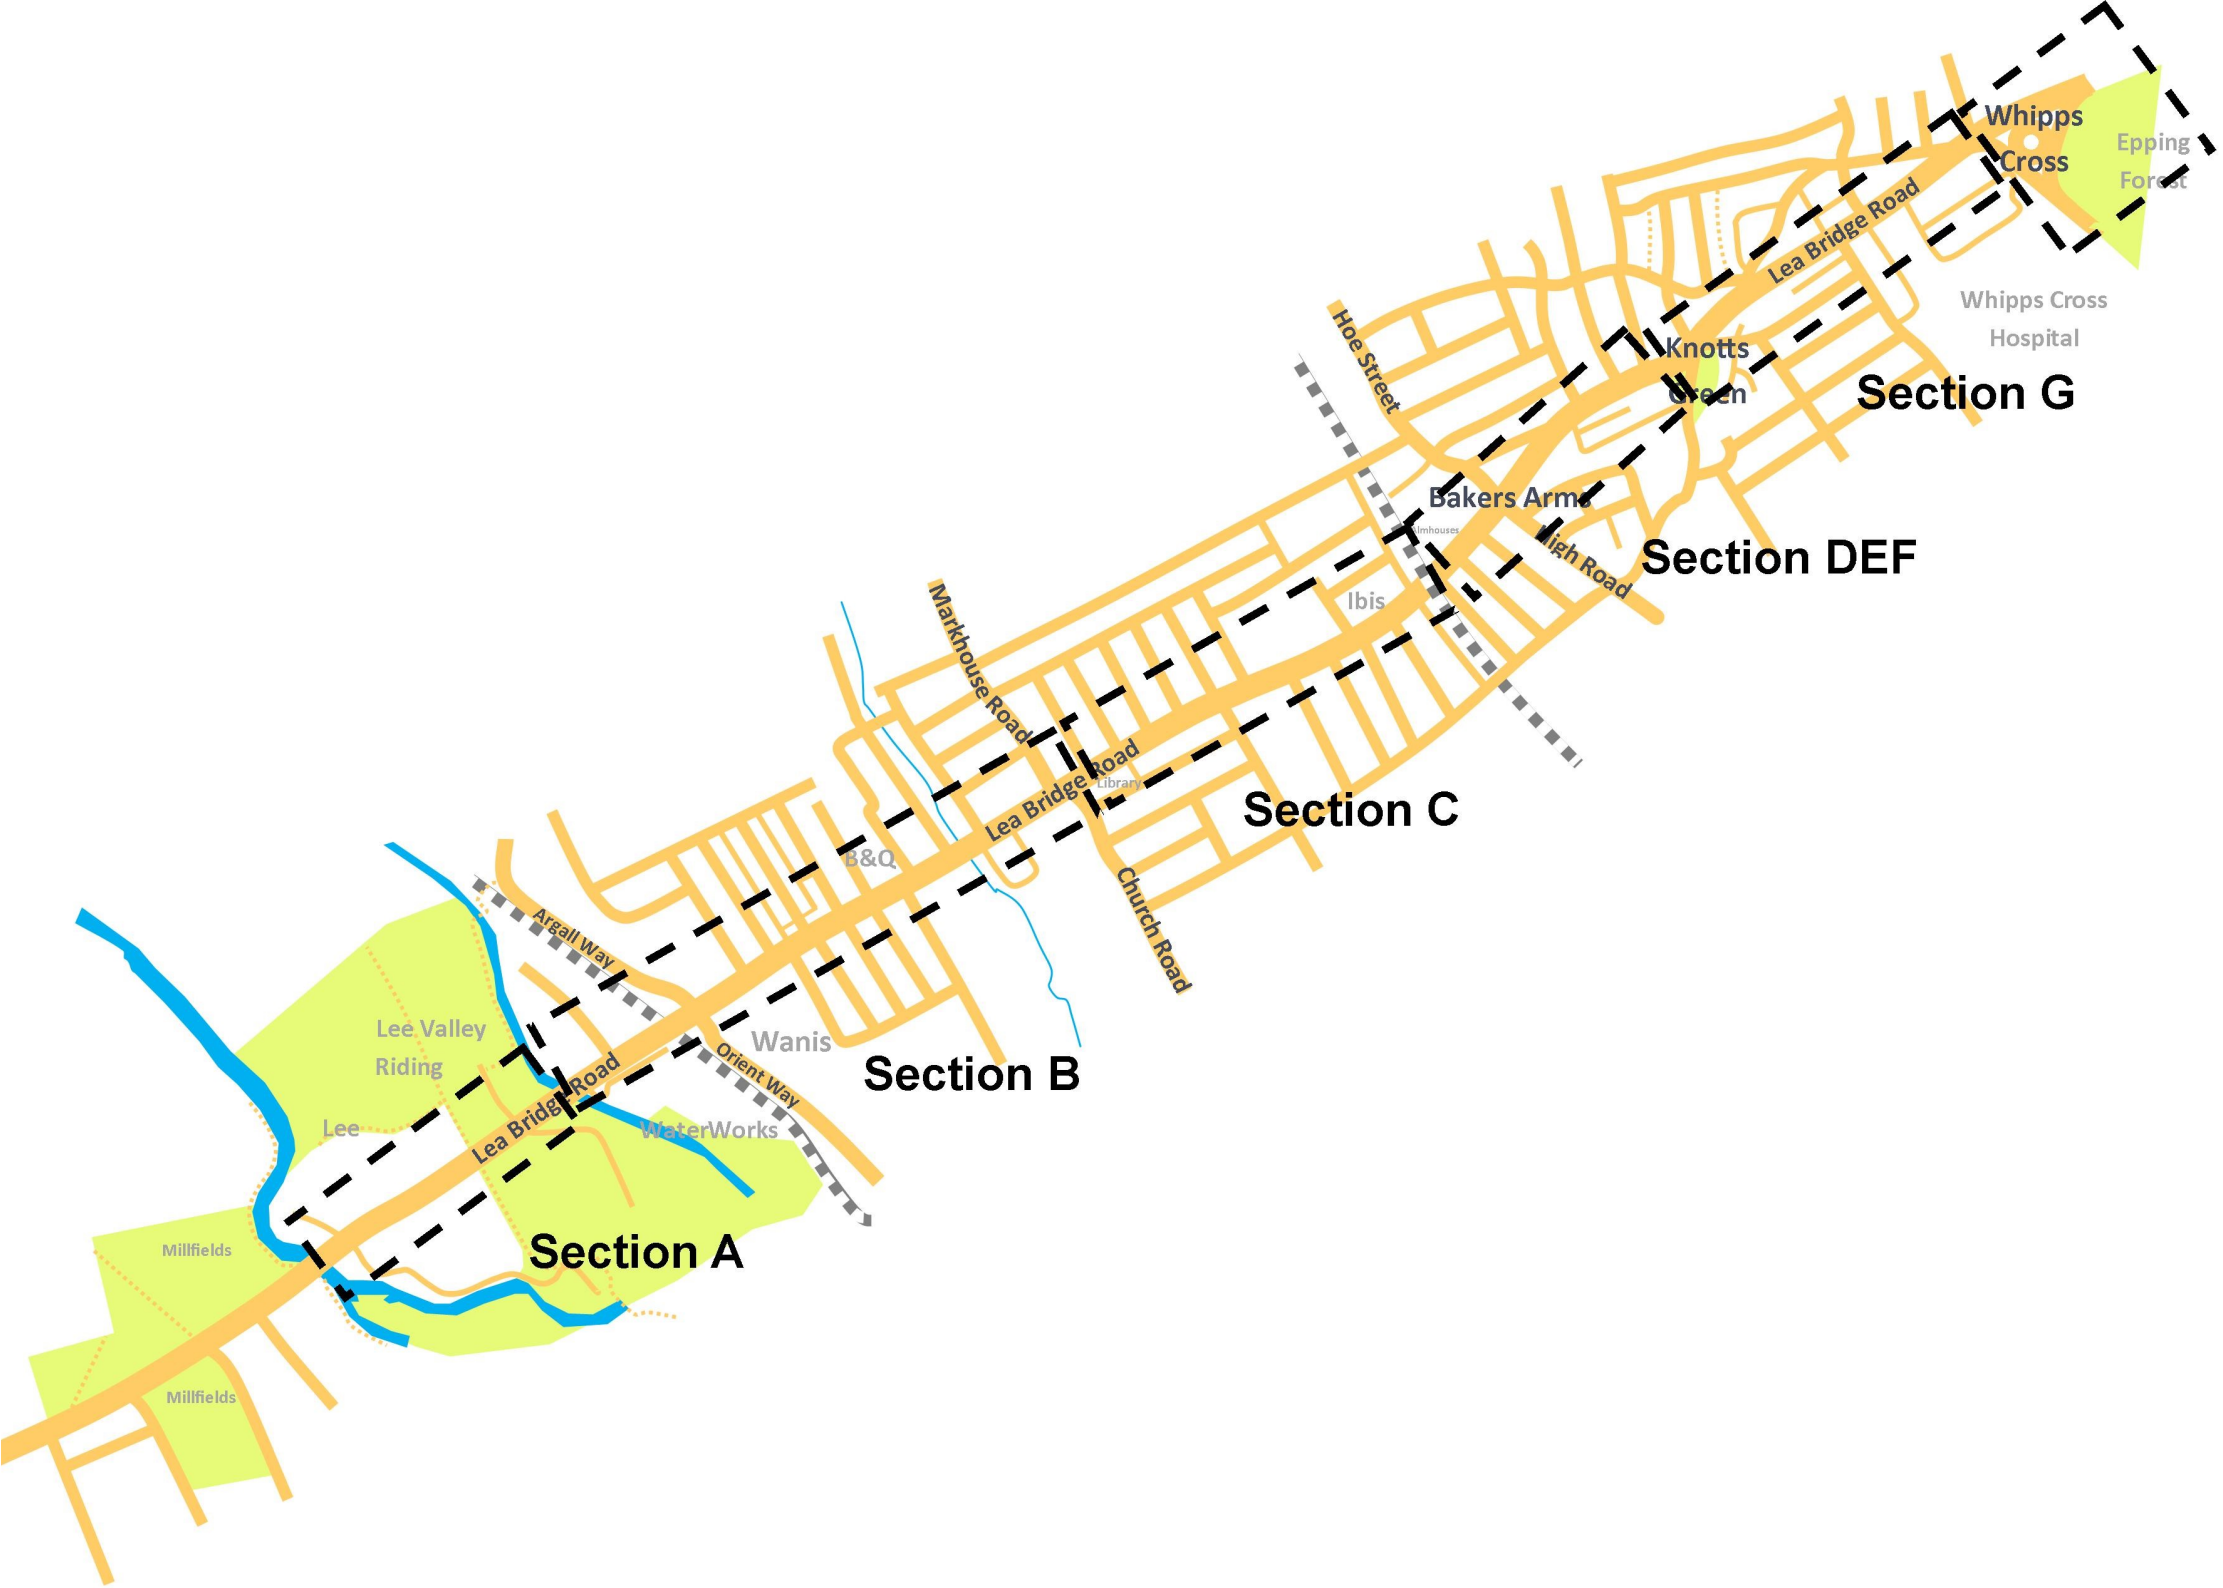 Whipps
Cross
Epping
Forest
Lea Bridge Road
Whipps Cross
Hospital
Hoe Street
Knotts
Green
Section G
Bakers Arms
Almhouses
High Road
Section DEF
Ibis
Markhouse Road
Lea Bridge Road
Library
Section C
B&Q
Church Road
Argall Way
Lee Valley
Riding
Wanis
Orient Way
Section B
Lea Bridge Road
Lee
WaterWorks
Millfields
Section A
Millfields